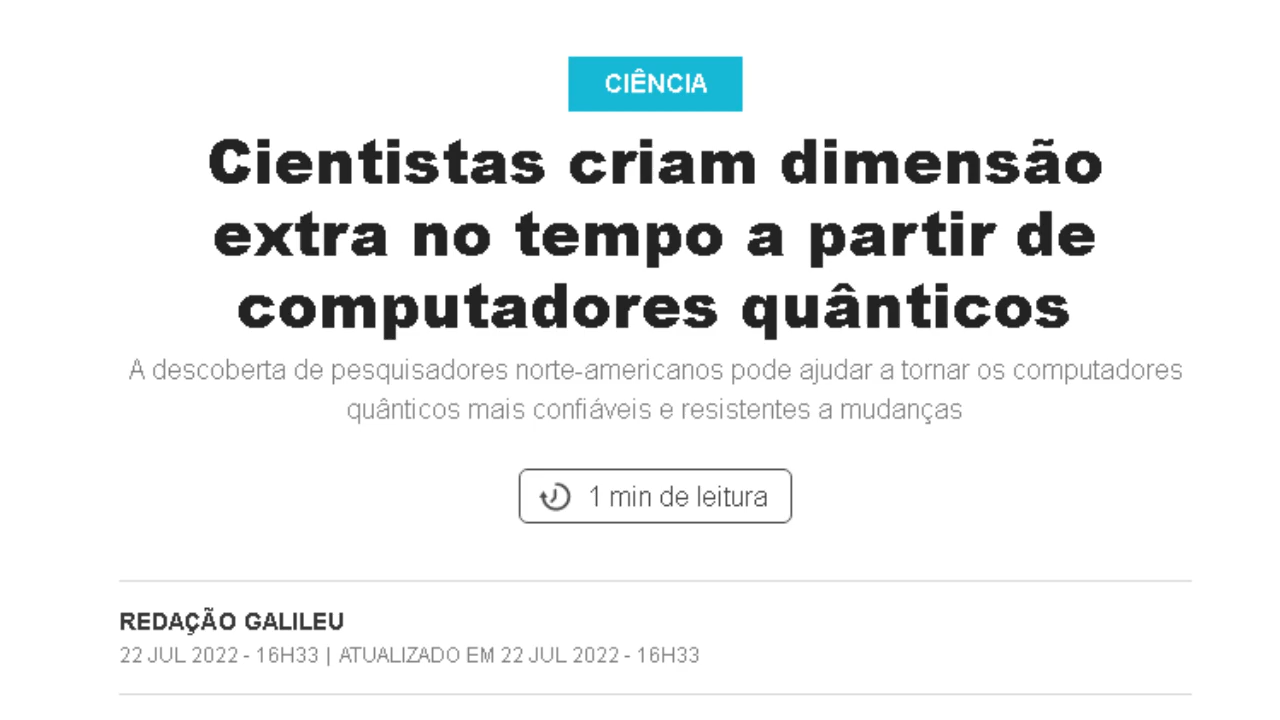 CIÊNCIA
Cientistas criam dimensão
extra no tempo a partir de
computadores quânticos
A descoberta de pesquisadores norte-americanos pode ajudar a tornar os computadores
quânticos mais confiáveis e resistentes a mudanças
1 min de leitura
REDAÇÃO GALILEU
22 JUL 2022 - 16H33 | ATUALIZADO EM 22 JUL 2022 - 16H33